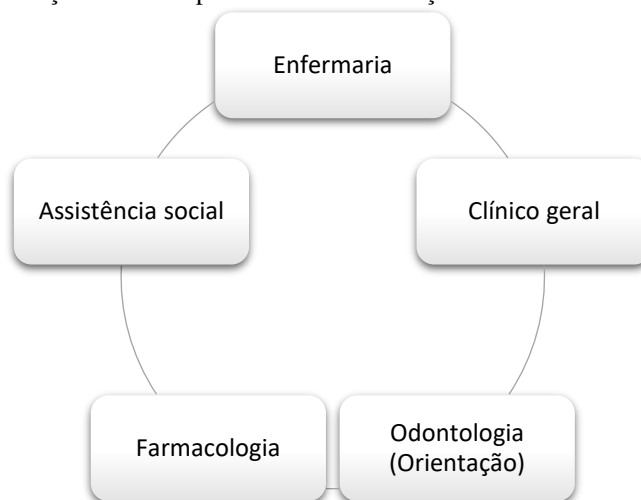 Enfermaria
Assistência social
Clínico geral
Farmacologia
Odontologia
(Orientação)